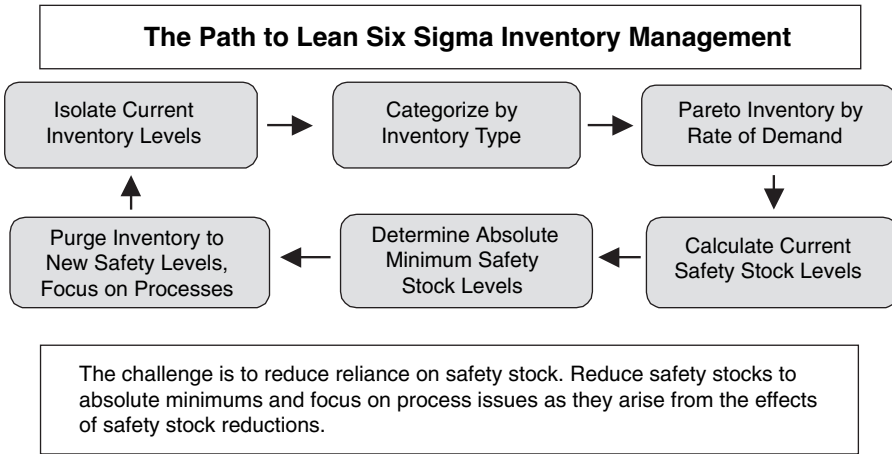 The Path to Lean Six Sigma Inventory Management
Isolate Current
Inventory Levels
Categorize by
Inventory Type
Pareto Inventory by
Rate of Demand
Calculate Current
Safety Stock Levels
Determine Absolute
Minimum Safety
Stock Levels
Purge Inventory to
New Safety Levels,
Focus on Processes
The challenge is to reduce reliance on safety stock. Reduce safety stocks to
absolute minimums and focus on process issues as they arise from the effects
of safety stock reductions.